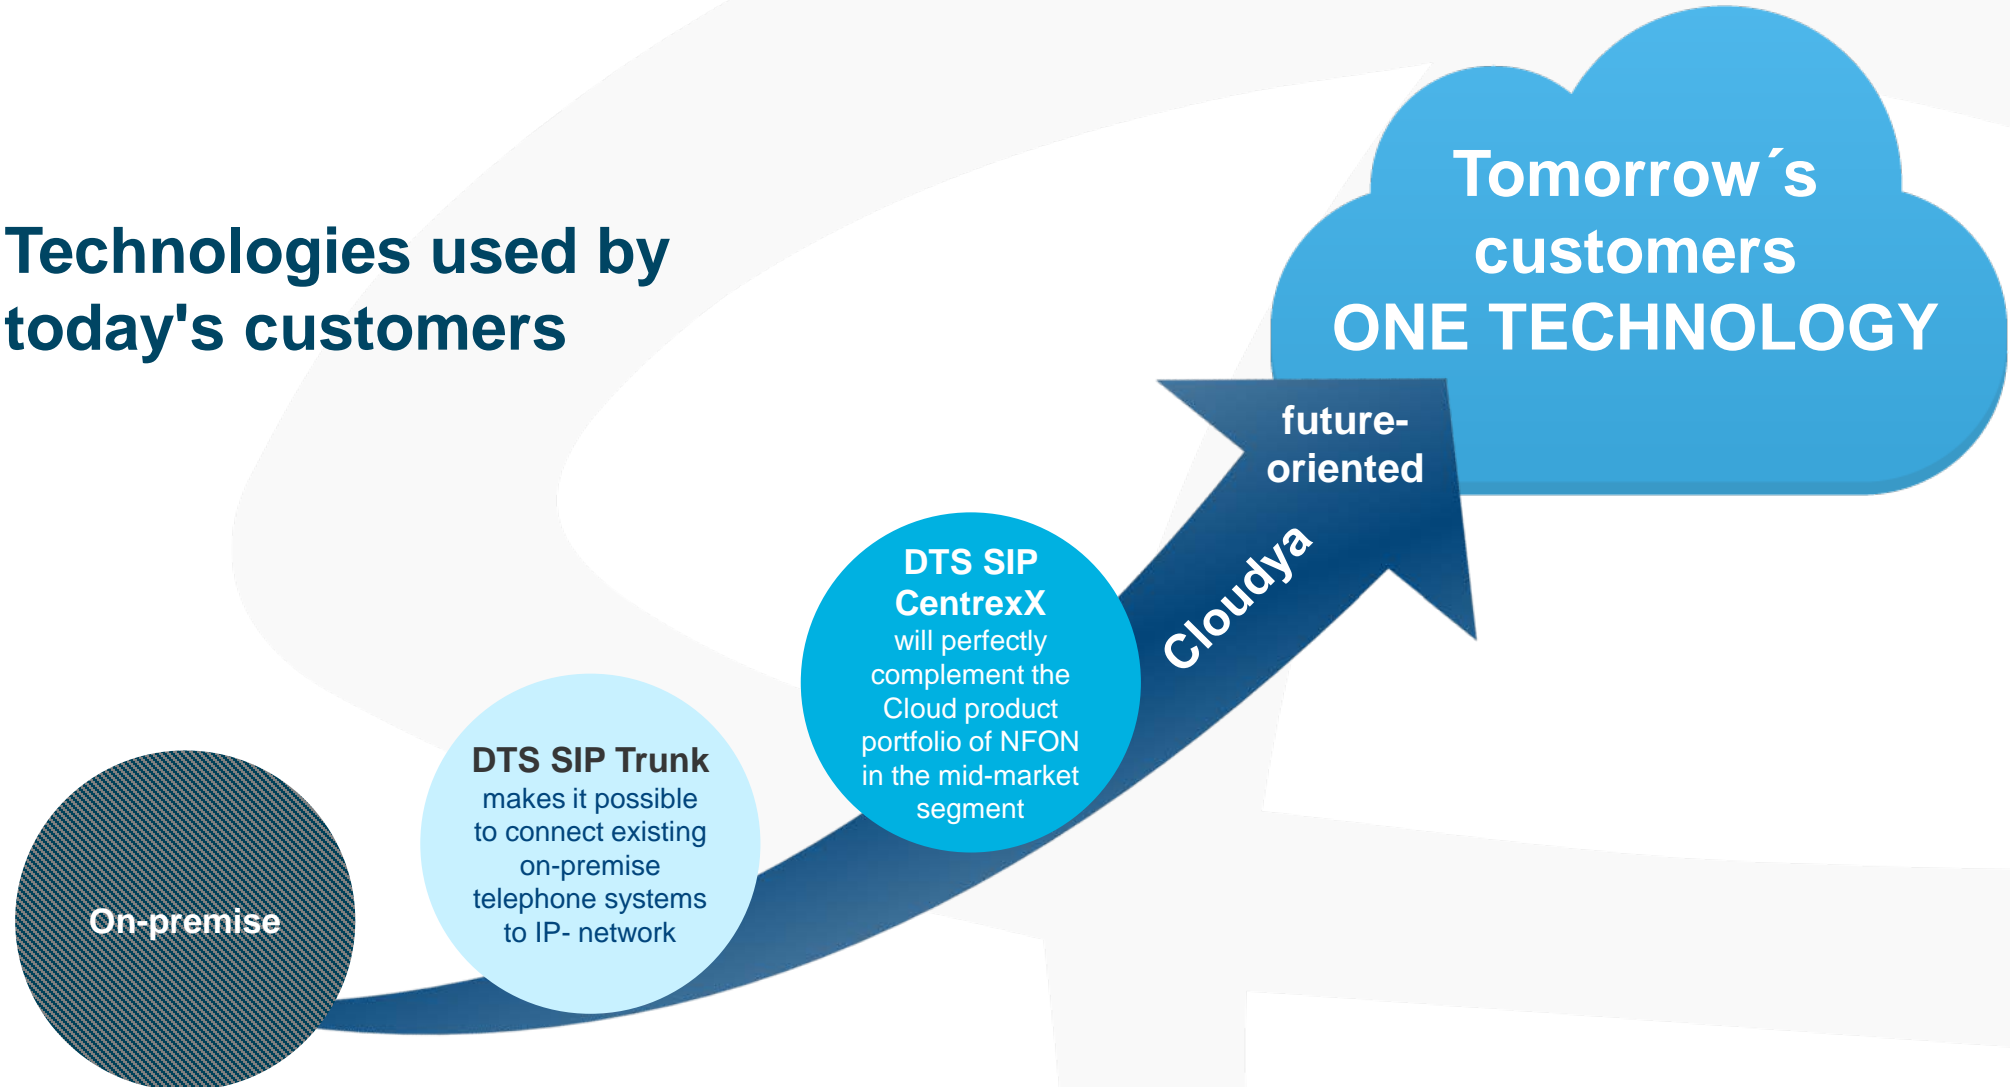 Technologies used by
today's customers
Tomorrow´s
customers
ONE TECHNOLOGY
future-
oriented
Cloudya
DTS SIP
CentrexX
will perfectly
complement the
Cloud product
portfolio of NFON
in the mid-market
segment
DTS SIP Trunk
makes it possible
to connect existing
on-premise
telephone systems
to IP- network
On-premise